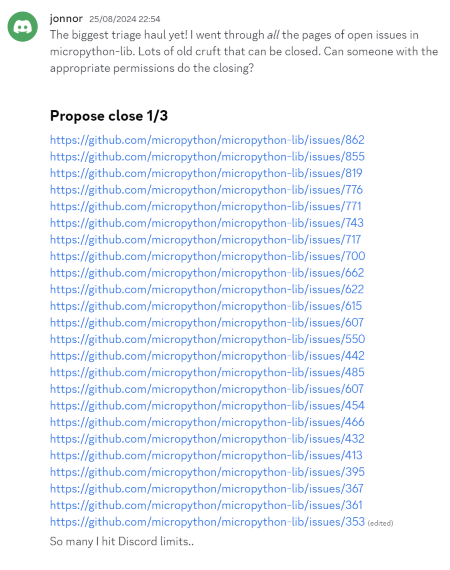 jonnor 25/08/2024 22:54
The biggest triage haul yet! I went through all the pages of open issues in
micropython-lib. Lots of old cruft that can be closed. Can someone with the
appropriate permissions do the closing?
Propose close 1/3
https://github.com/micropython/micropython-lib/issues/862
https://github.com/micropython/micropython-lib/issues/855
https://github.com/micropython/micropython-lib/issues/819
https://github.com/micropython/micropython-lib/issues/776
https://github.com/micropython/micropython-lib/issues/771
https://github.com/micropython/micropython-lib/issues/743
https://github.com/micropython/micropython-lib/issues/717
https://github.com/micropython/micropython-lib/issues/700
https://github.com/micropython/micropython-lib/issues/662
https://github.com/micropython/micropython-lib/issues/622
https://github.com/micropython/micropython-lib/issues/615
https://github.com/micropython/micropython-lib/issues/607
https://github.com/micropython/micropython-lib/issues/550
https://github.com/micropython/micropython-lib/issues/442
https://github.com/micropython/micropython-lib/issues/485
https://github.com/micropython/micropython-lib/issues/607
https://github.com/micropython/micropython-lib/issues/454
https://github.com/micropython/micropython-lib/issues/466
https://github.com/micropython/micropython-lib/issues/432
https://github.com/micropython/micropython-lib/issues/413
https://github.com/micropython/micropython-lib/issues/395
https://github.com/micropython/micropython-lib/issues/367
https://github.com/micropython/micropython-lib/issues/361
https://github.com/micropython/micropython-lib/issues/353 (edited)
So many I hit Discord limits..